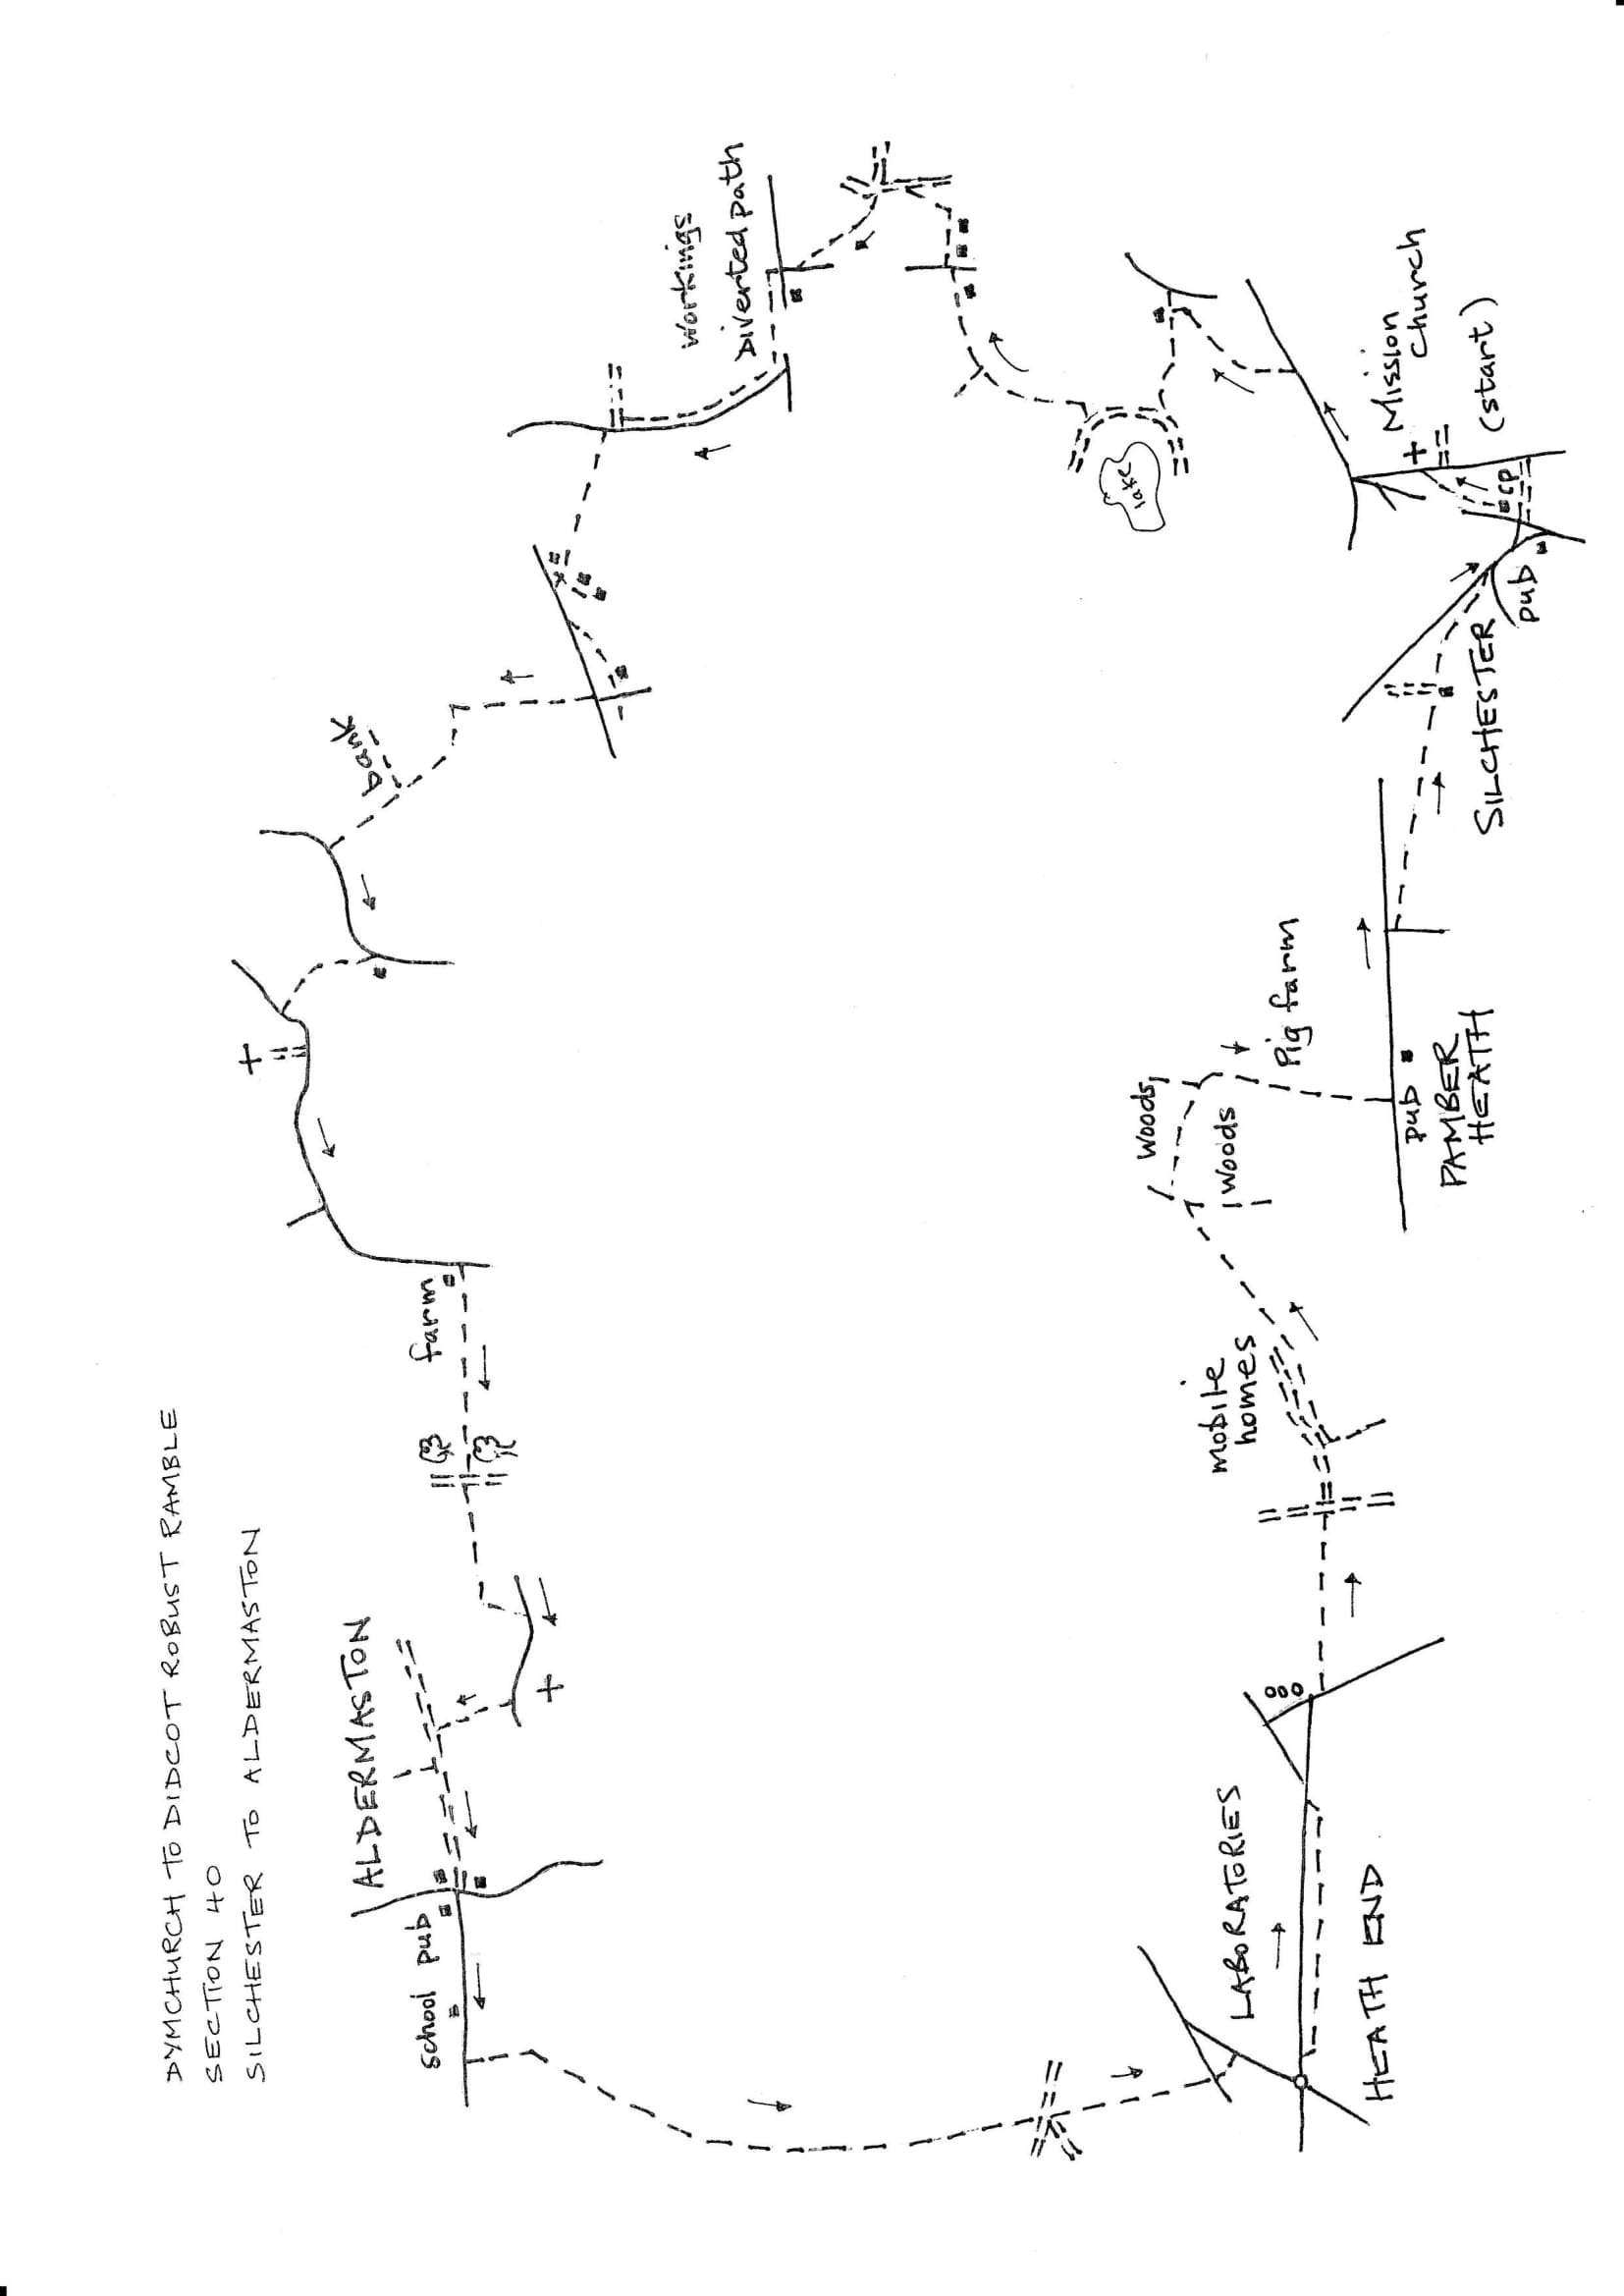 DYMCHURCH TO DIDCOT ROBUST RAMBLE
SECTION 40
SILCHESTER TO ALDERMASTON
ALDERMASTON
school pub
farm
bank
Workings
Diverted path
lake
Woods
Woods
mobile
homes
Pig farm
LABORATORIES
HEATH END
pub
PAMBER
HEATH
SILCHESTER
pub
cp
Mission
Church
(start)